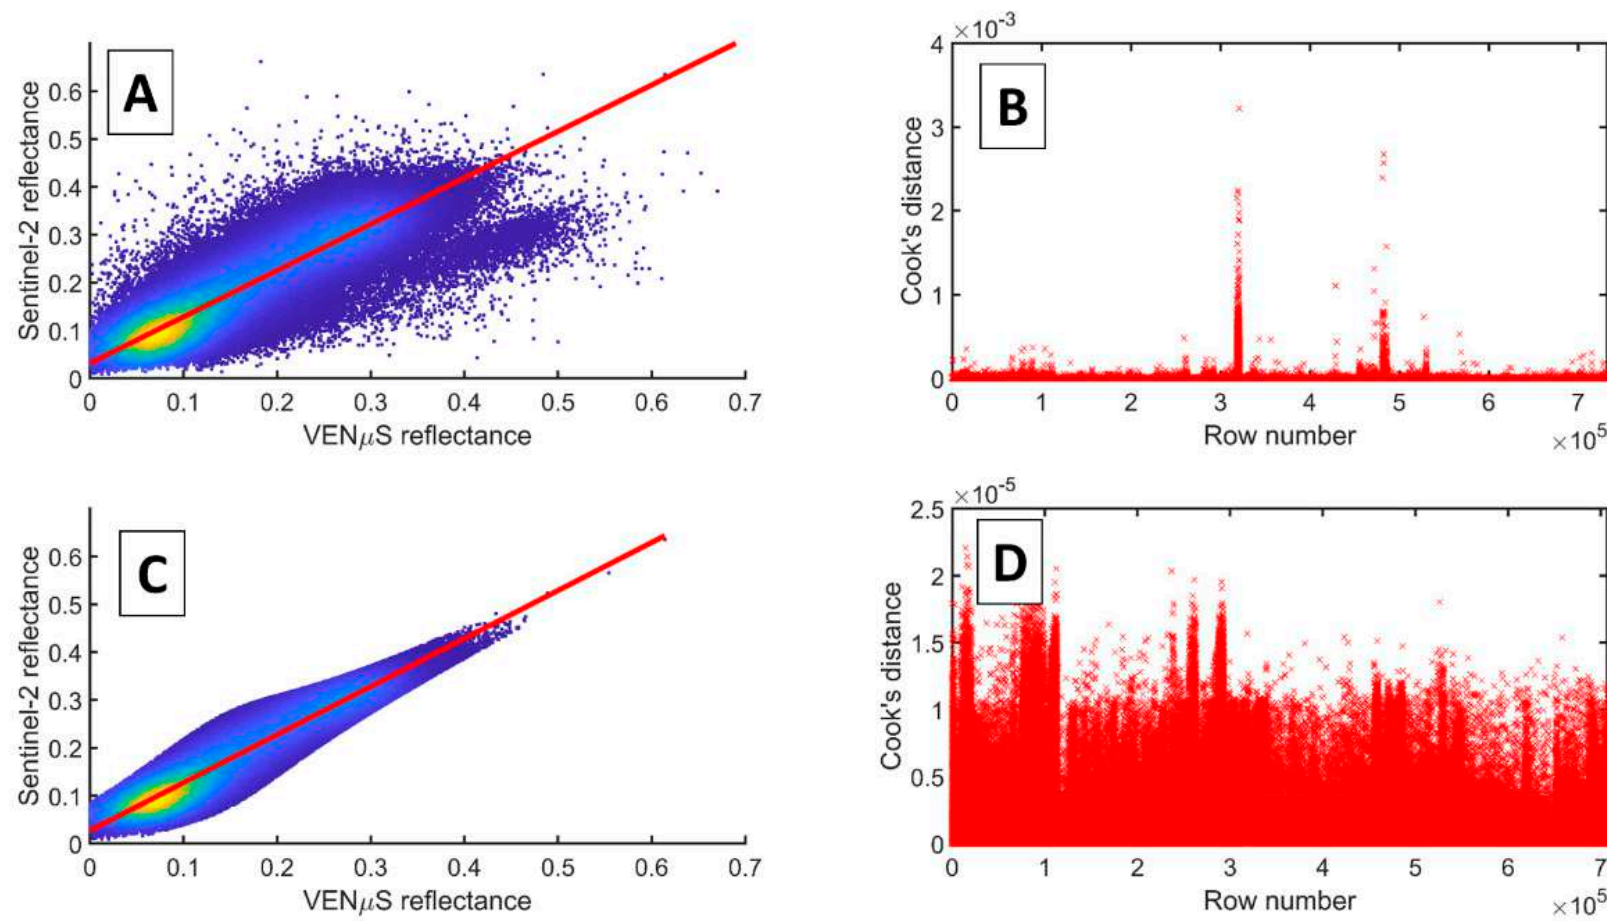 A
Sentinel-2 reflectance
0.6
0.5
0.4
0.3
0.2
0.1
0
0 0.1 0.2 0.3 0.4 0.5 0.6 0.7
VENμS reflectance
B
×10⁻³
Cook's distance
4
3
2
1
0
0 1 2 3 4 5 6 7
Row number
×10⁵
C
Sentinel-2 reflectance
0.6
0.5
0.4
0.3
0.2
0.1
0
0 0.1 0.2 0.3 0.4 0.5 0.6 0.7
VENμS reflectance
D
×10⁻⁵
Cook's distance
2.5
2
1.5
1
0.5
0
0 1 2 3 4 5 6 7
Row number
×10⁵